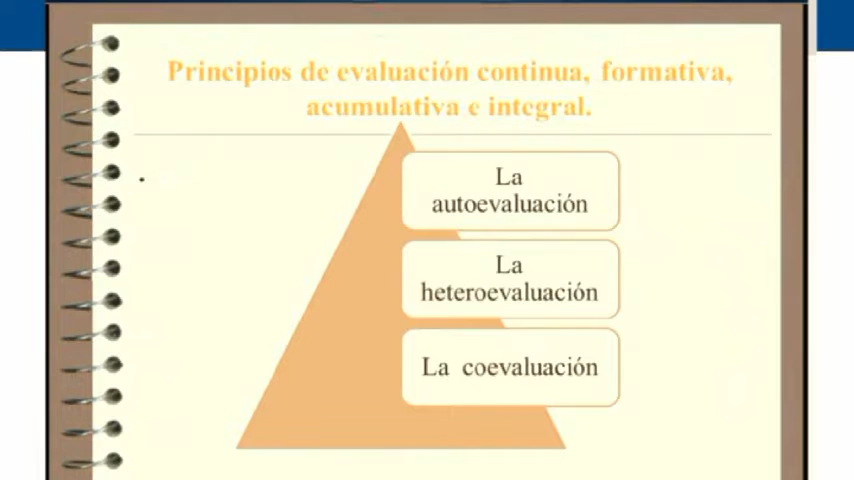 Principios de evaluación continua, formativa,
acumulativa e integral.
La
autoevaluación
La
heteroevaluación
La coevaluación